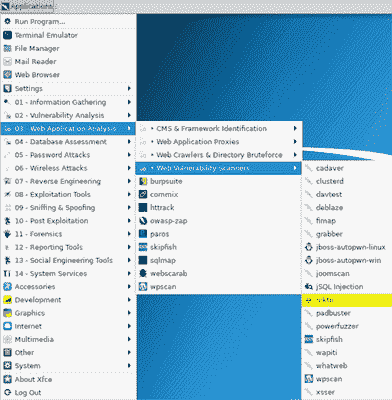 Applications
Run Program...
Terminal Emulator
File Manager
Mail Reader
Web Browser
Settings
01 - Information Gathering
02 - Vulnerability Analysis
03 - Web Application Analysis
04 - Database Assessment
05 - Password Attacks
06 - Wireless Attacks
07 - Reverse Engineering
08 - Exploitation Tools
09 - Sniffing & Spoofing
10 - Post Exploitation
11 - Forensics
12 - Reporting Tools
13 - Social Engineering Tools
14 - System Services
Accessories
Development
Graphics
Internet
Multimedia
Other
System
About Xfce
Log Out
CMS & Framework Identification
Web Application Proxies
Web Crawlers & Directory Bruteforce
Web Vulnerability Scanners
burpsuite
commix
httrack
owasp-zap
paros
skipfish
sqlmap
webscarab
wpscan
cadaver
clusterd
davtest
deblaze
fimap
grabber
jboss-autopwn-linux
jboss-autopwn-win
joomscan
jSQL Injection
nikto
padbuster
powerfuzzer
skipfish
wapiti
whatweb
wpscan
xsser